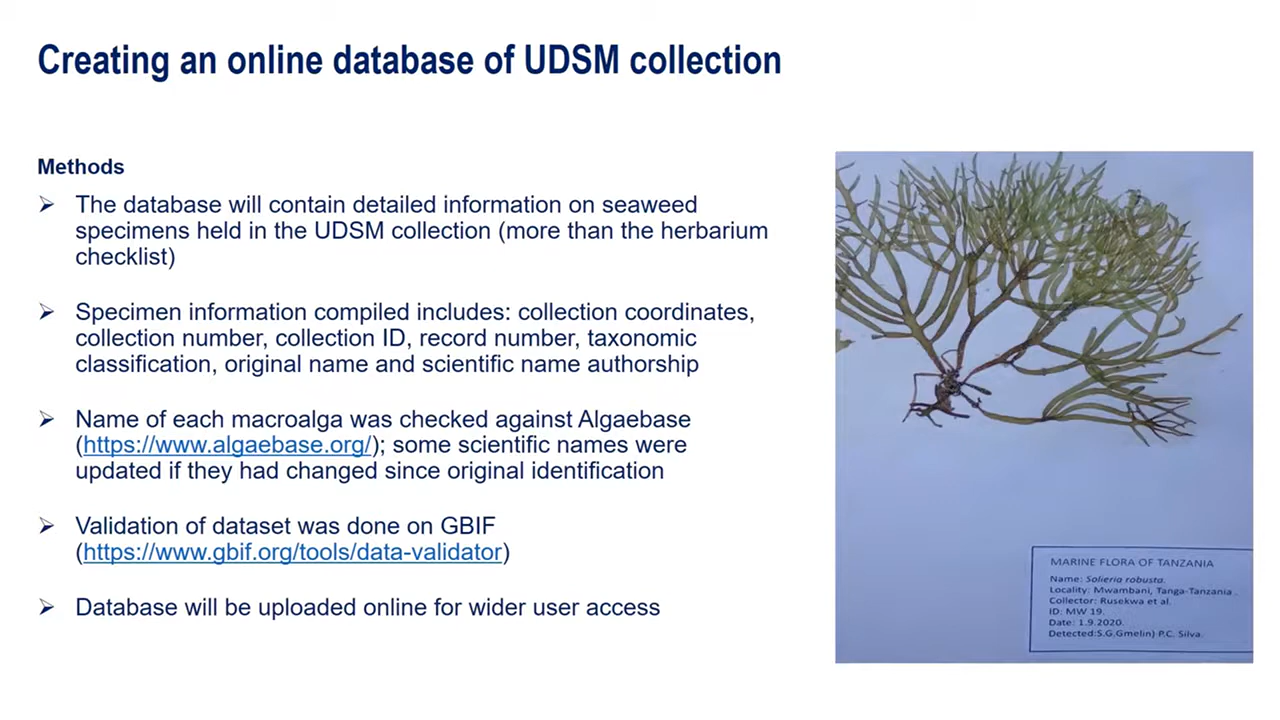 Creating an online database of UDSM collection
Methods
The database will contain detailed information on seaweed
specimens held in the UDSM collection (more than the herbarium
checklist)
Specimen information compiled includes: collection coordinates,
collection number, collection ID, record number, taxonomic
classification, original name and scientific name authorship
Name of each macroalga was checked against Algaebase
(https://www.algaebase.org/); some scientific names were
updated if they had changed since original identification
Validation of dataset was done on GBIF
(https://www.gbif.org/tools/data-validator)
Database will be uploaded online for wider user access
MARINE FLORA OF TANZANIA
Name: Solieria robusta.
Locality: Mwambani, Tanga-Tanzania.
Collector: Rusekwa et al.
ID: MW 19.
Date: 1.9.2020.
Detected:S.G.Gmelin) P.C. Silva.